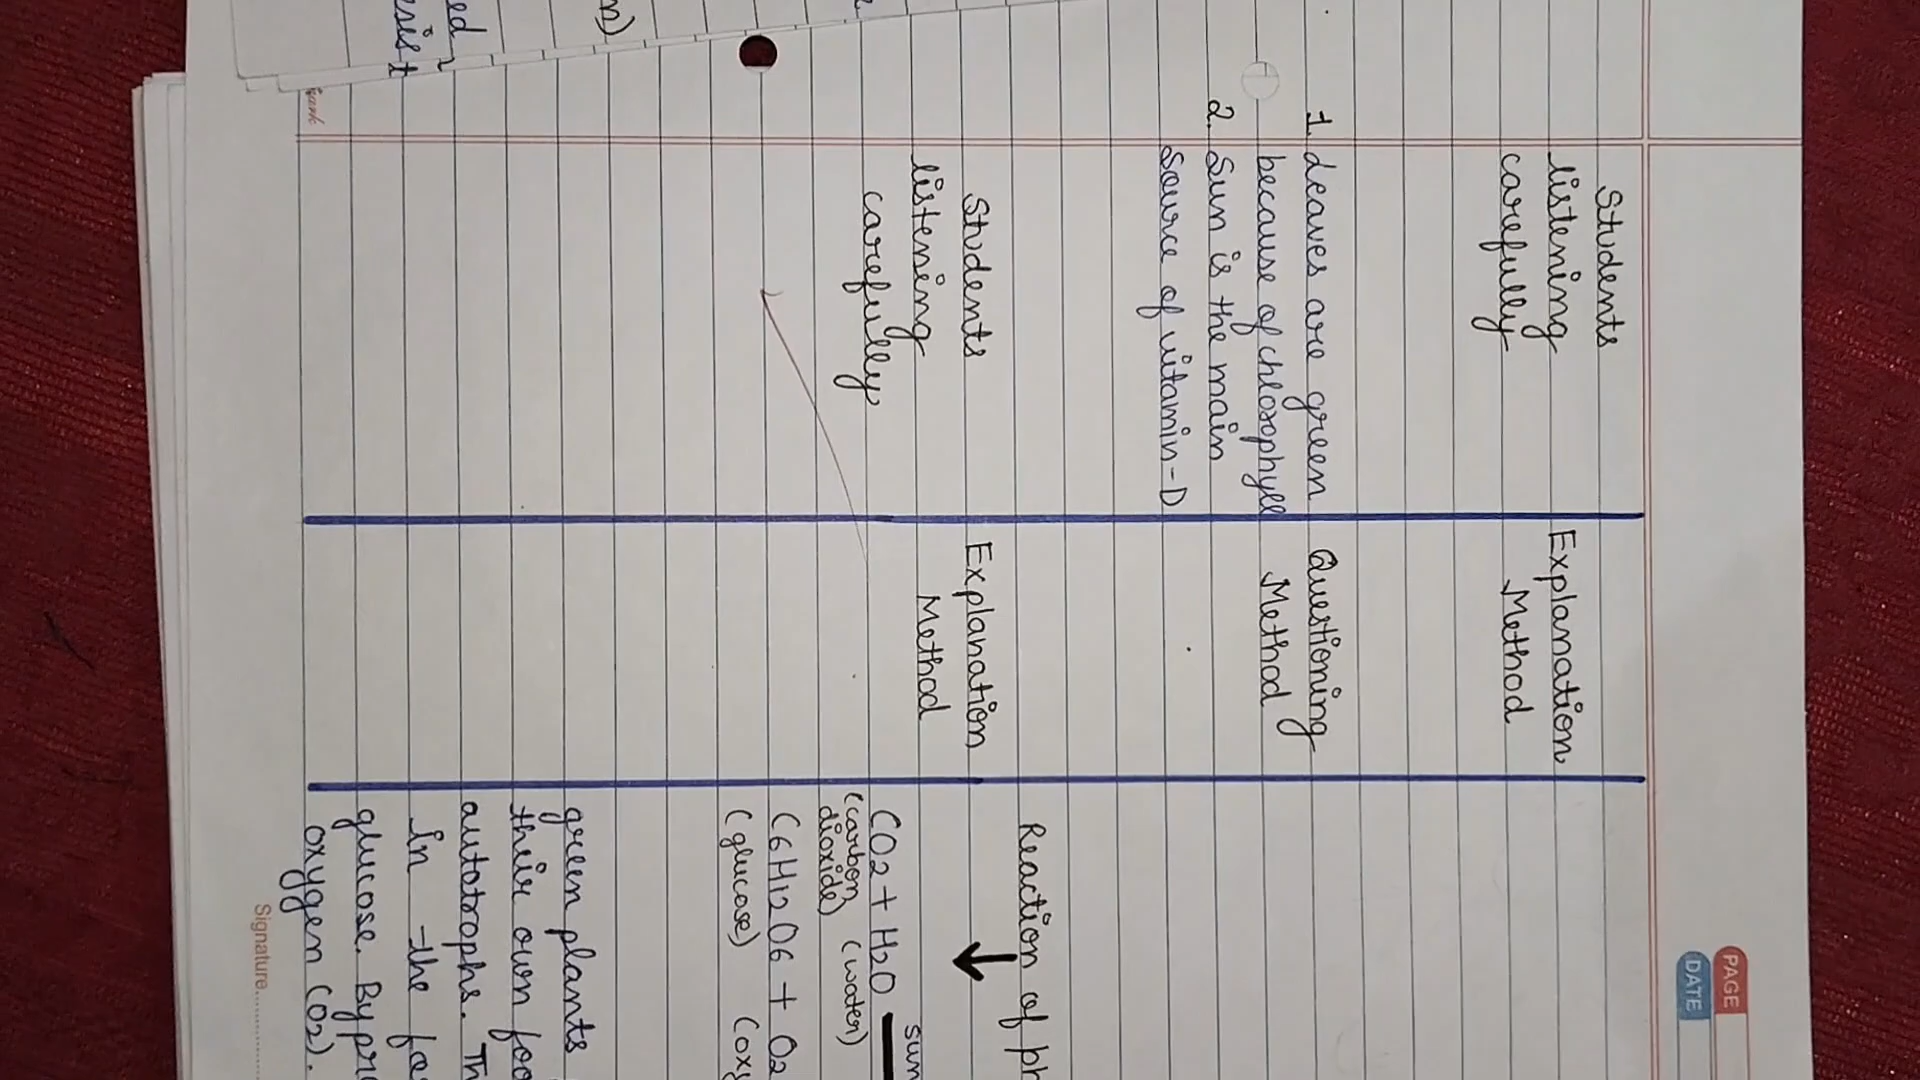 PAGE
DATE
Students
listening
carefully
Explanation
Method
1. Leaves are green
because of chlorophyll
2. Sun is the main
source of vitamin-D
Questioning
Method
Students
listening
carefully
Explanation
Method
Reaction of
CO2 + H2O
(carbon dioxide) (water)
C6H12O6 + O2
(glucose)
green plants
their own
autotrophs.
In the
glucose.
oxygen (O2).
Signature